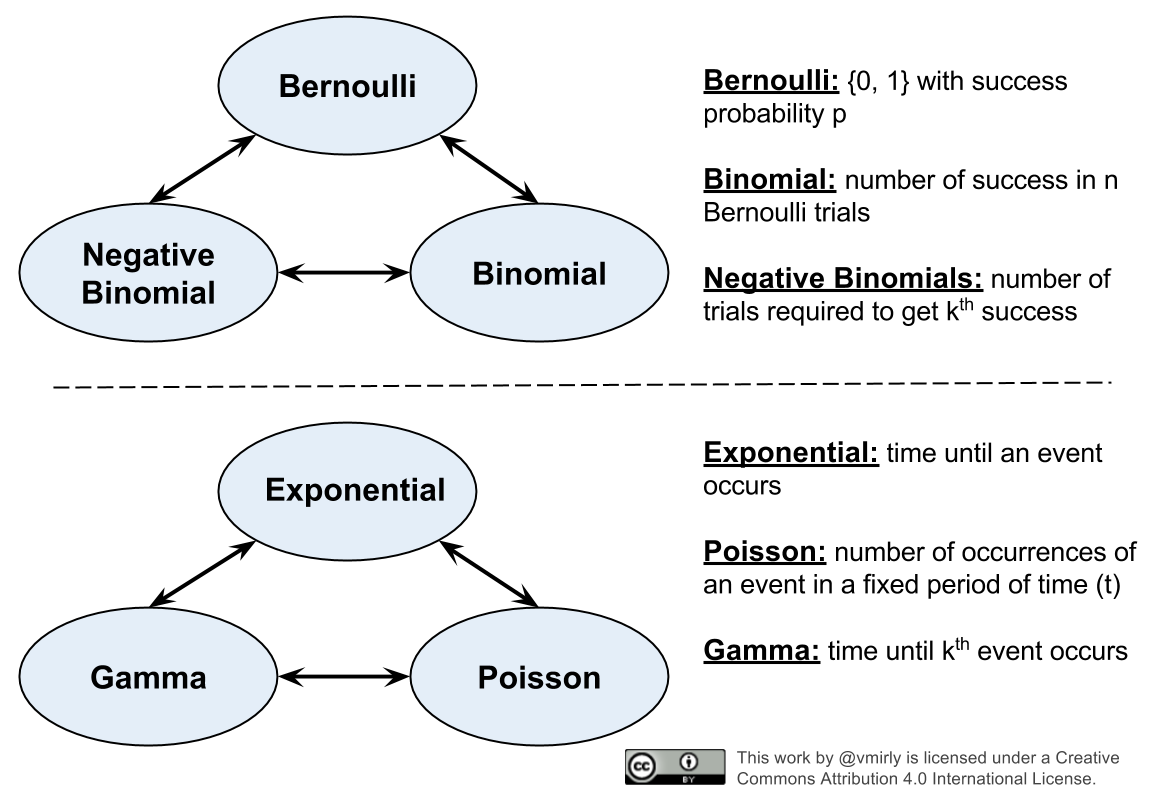 Bernoulli
Negative
Binomial
Binomial
Bernoulli: {0, 1} with success
probability p
Binomial: number of success in n
Bernoulli trials
Negative Binomials: number of
trials required to get kth success
Exponential
Gamma
Poisson
Exponential: time until an event
occurs
Poisson: number of occurrences of
an event in a fixed period of time (t)
Gamma: time until kth event occurs
cc
BY
This work by @vmirly is licensed under a Creative
Commons Attribution 4.0 International License.